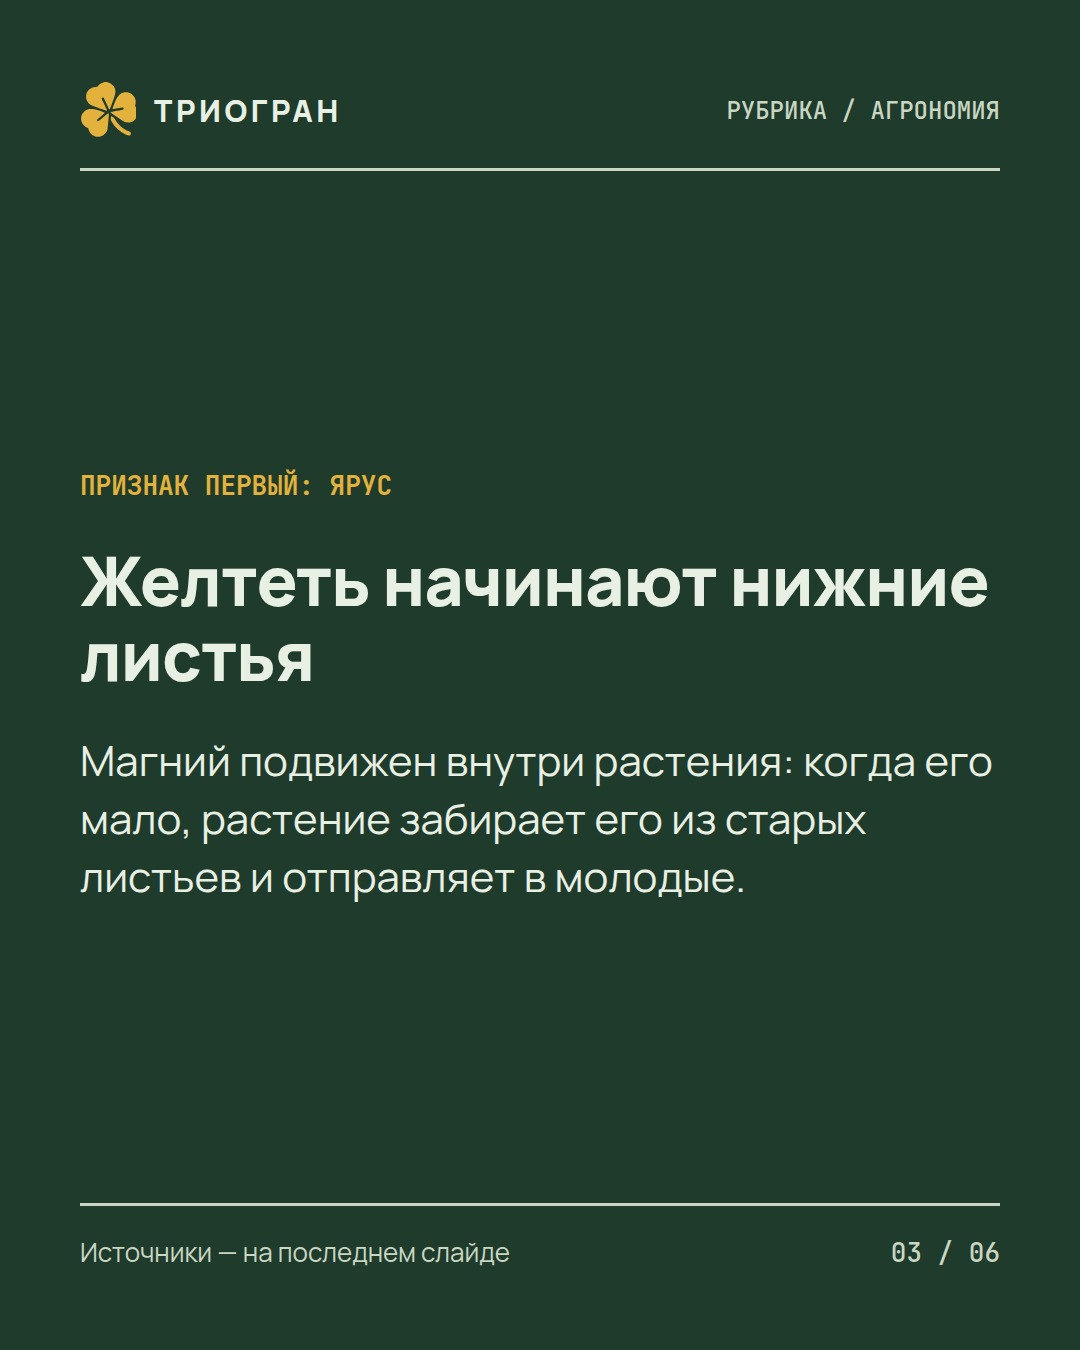 ТРИОГРАН
РУБРИКА / АГРОНОМИЯ
ПРИЗНАК ПЕРВЫЙ: ЯРУС
Желтеть начинают нижние
листья
Магний подвижен внутри растения: когда его
мало, растение забирает его из старых
листьев и отправляет в молодые.
Источники — на последнем слайде
03 / 06